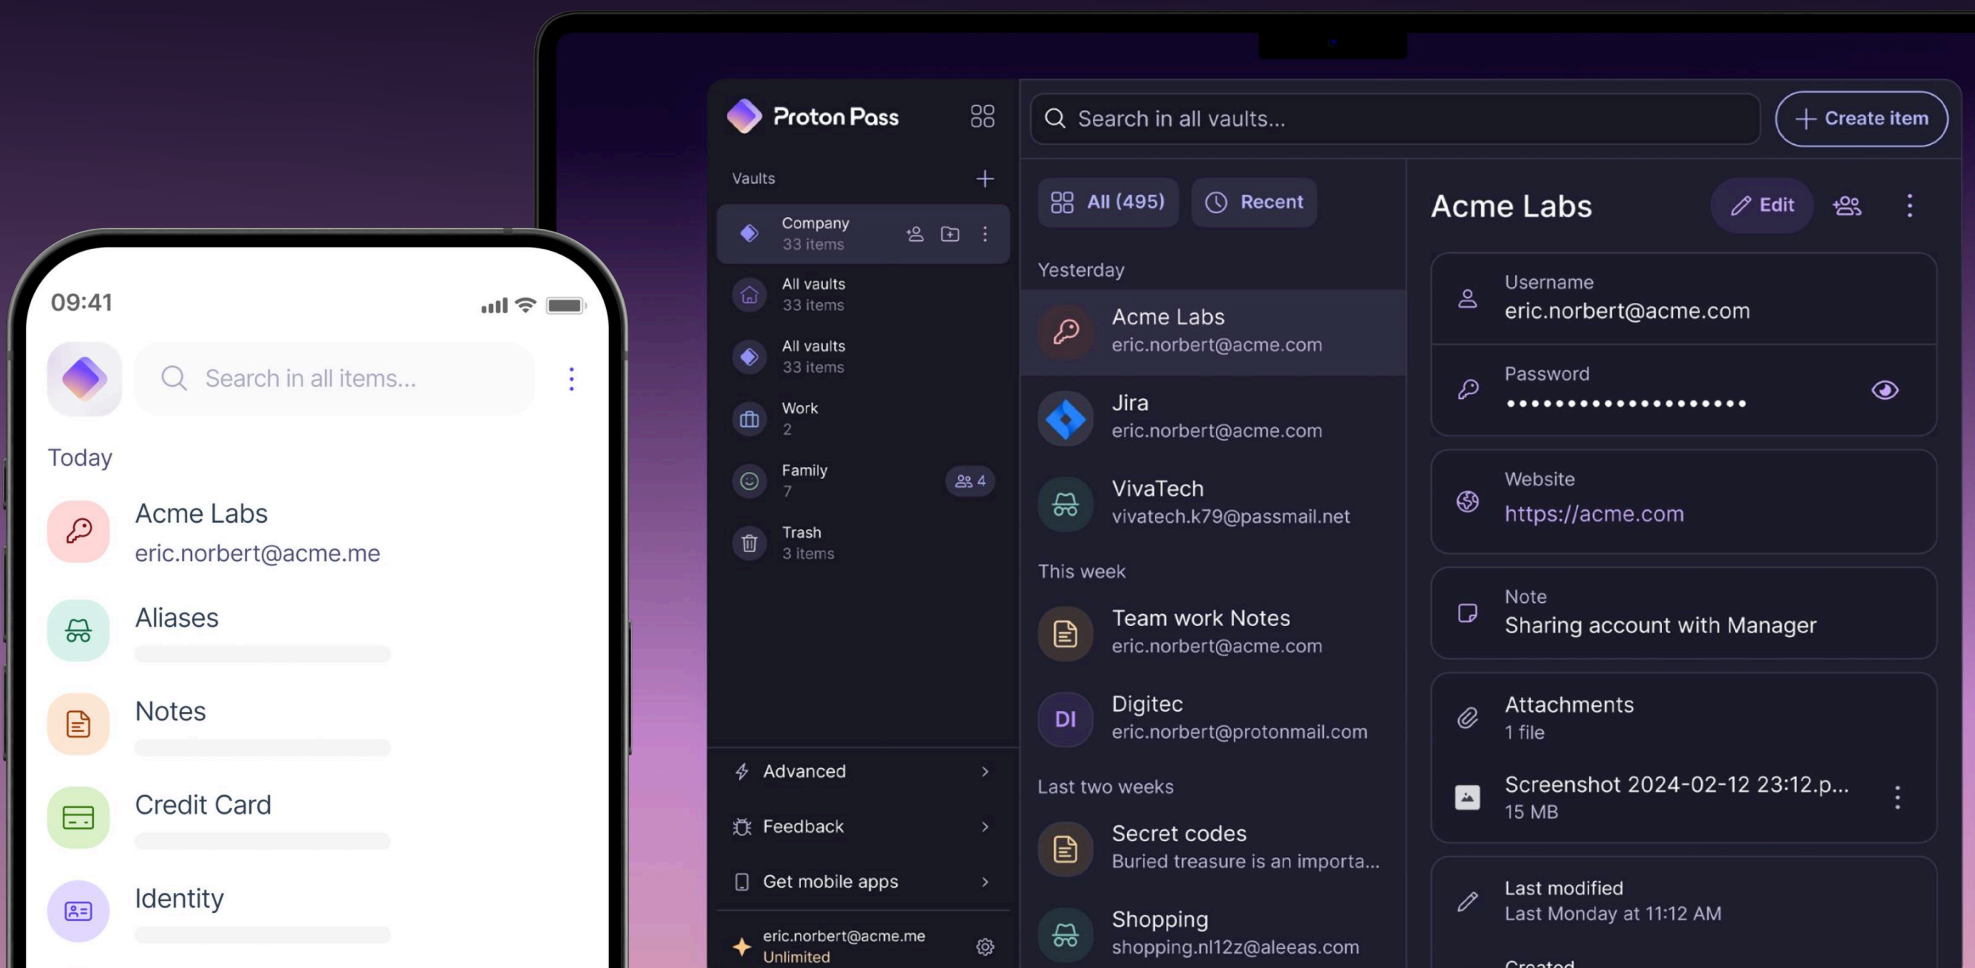 09:41
Search in all items...
Today
Acme Labs
eric.norbert@acme.me
Aliases
Notes
Credit Card
Identity
Proton Pass
Vaults
Company
33 items
All vaults
33 items
All vaults
33 items
Work
2
Family
7
4
Trash
3 items
Advanced
Feedback
Get mobile apps
eric.norbert@acme.me
Unlimited
Search in all vaults...
Create item
All (495)
Recent
Yesterday
Acme Labs
eric.norbert@acme.com
Jira
eric.norbert@acme.com
VivaTech
vivatech.k79@passmail.net
This week
Team work Notes
eric.norbert@acme.com
DI
Digitec
eric.norbert@protonmail.com
Last two weeks
Secret codes
Buried treasure is an importa...
Shopping
shopping.nl12z@aleeas.com
Acme Labs
Edit
Username
eric.norbert@acme.com
Password
••••••••••••••••••••
Website
https://acme.com
Note
Sharing account with Manager
Attachments
1 file
Screenshot 2024-02-12 23:12.p...
15 MB
Last modified
Last Monday at 11:12 AM
Created